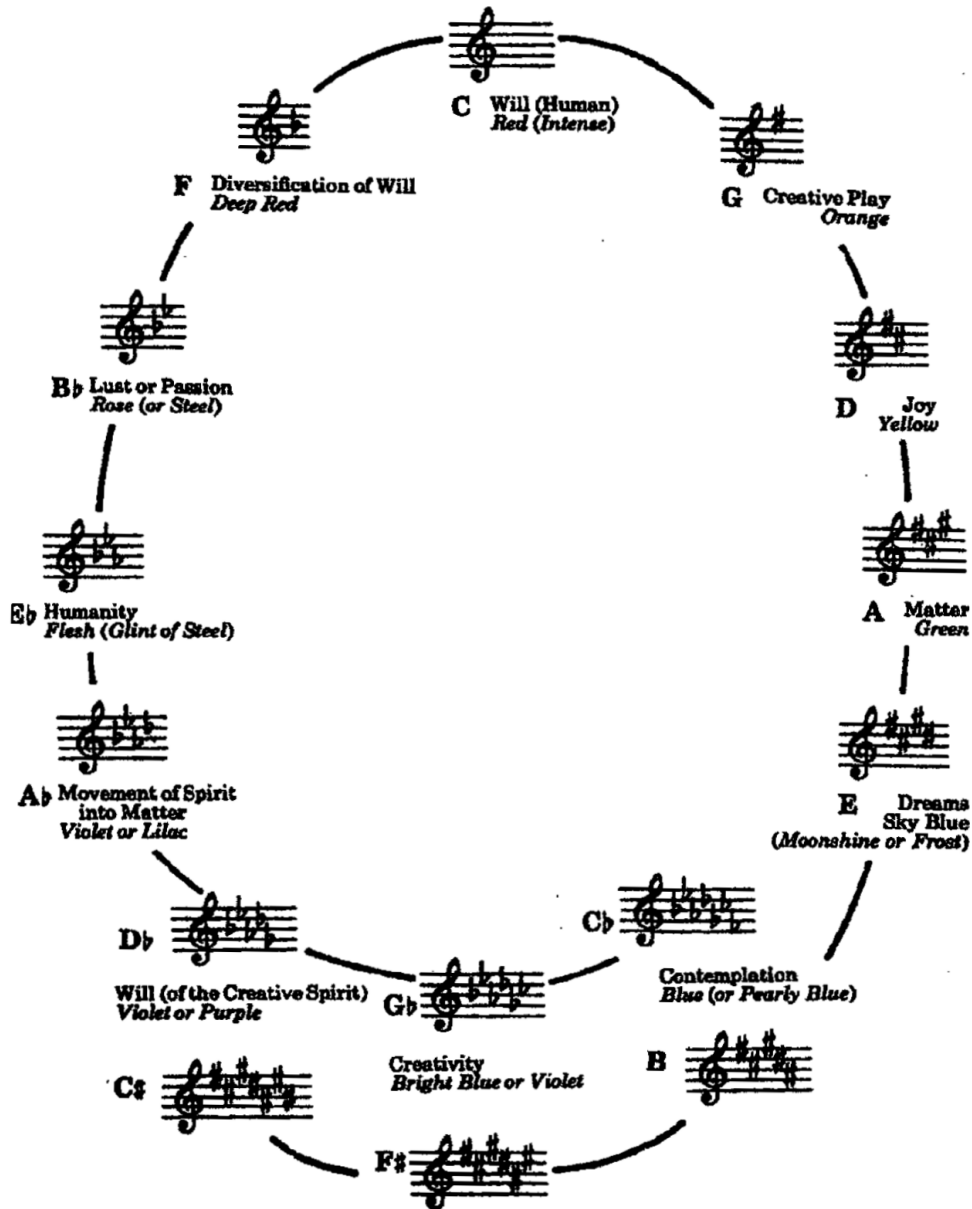 C Will (Human)
Red (Intense)
G Creative Play
Orange
F Diversification of Will
Deep Red
D Joy
Yellow
B♭ Lust or Passion
Rose (or Steel)
A Matter
Green
E♭ Humanity
Flesh (Glint of Steel)
E Dreams
Sky Blue
(Moonshine or Frost)
A♭ Movement of Spirit
into Matter
Violet or Lilac
D♭
C♭
G♭
Will (of the Creative Spirit)
Violet or Purple
Contemplation
Blue (or Pearly Blue)
Creativity
Bright Blue or Violet
B
C♯
F♯